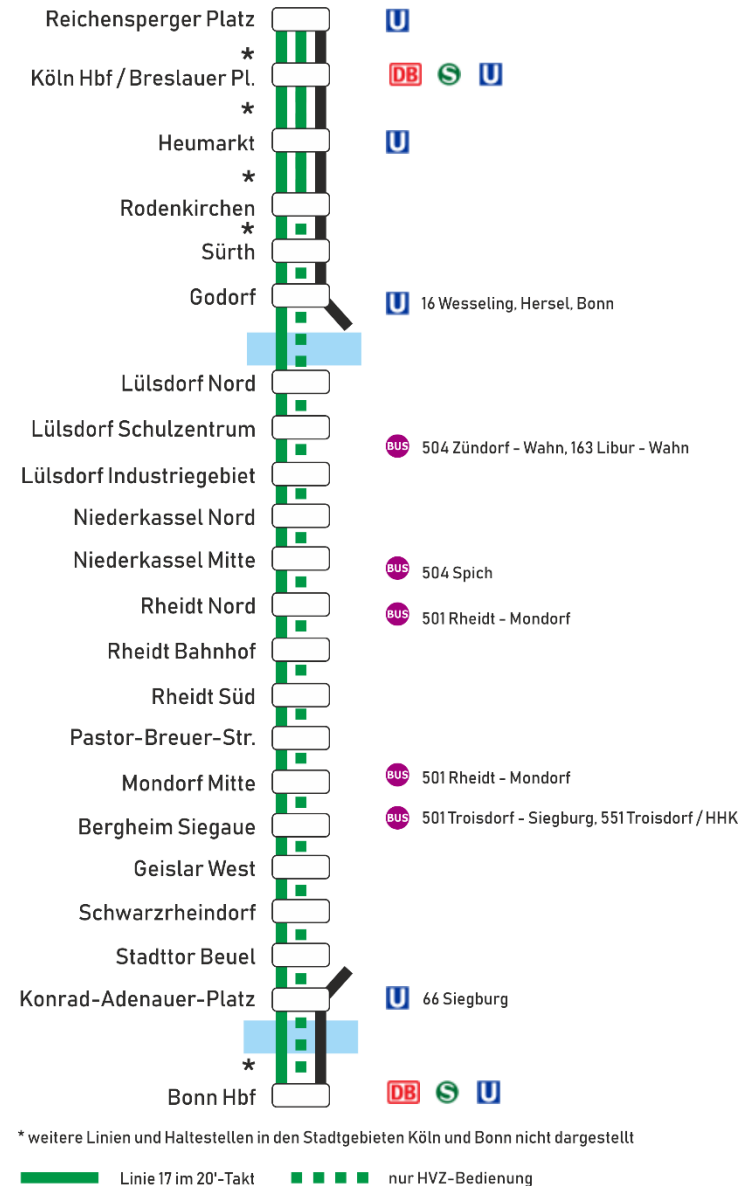 Reichensperger Platz U
*
Köln Hbf / Breslauer Pl. DB S U
*
Heumarkt U
*
Rodenkirchen
*
Sürth
Godorf U 16 Wesseling, Hersel, Bonn
Lülsdorf Nord
Lülsdorf Schulzentrum
BUS 504 Zündorf - Wahn, 163 Libur - Wahn
Lülsdorf Industriegebiet
Niederkassel Nord
Niederkassel Mitte
BUS 504 Spich
Rheidt Nord
BUS 501 Rheidt - Mondorf
Rheidt Bahnhof
Rheidt Süd
Pastor-Breuer-Str.
Mondorf Mitte
BUS 501 Rheidt - Mondorf
Bergheim Siegaue
BUS 501 Troisdorf - Siegburg, 551 Troisdorf / HHK
Geislar West
Schwarzrheindorf
Stadttor Beuel
Konrad-Adenauer-Platz U 66 Siegburg
*
Bonn Hbf DB S U
* weitere Linien und Haltestellen in den Stadtgebieten Köln und Bonn nicht dargestellt
Linie 17 im 20'-Takt nur HVZ-Bedienung